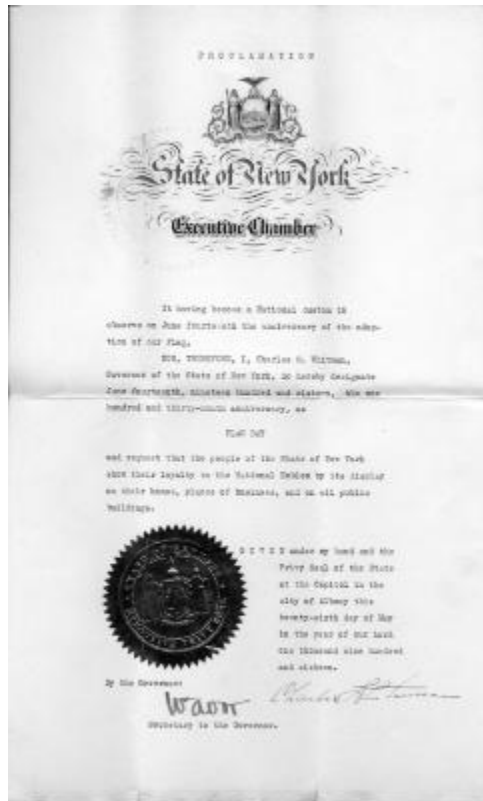 PROCLAMATION
State of New York
Executive Chamber
It having become a National custom to
observe on June fourteenth the anniversary of the adop-
tion of our flag,
NOW, THEREFORE, I, Charles S. Whitman,
Governor of the State of New York, do hereby designate
June fourteenth, nineteen hundred and sixteen, the one
hundred and thirty-ninth anniversary, as
FLAG DAY
and request that the people of the State of New York
show their loyalty to the National Emblem by its display
on their homes, places of business, and on all public
buildings.
GIVEN under my hand and the
Privy Seal of the State
at the Capitol in the
city of Albany this
twenty-sixth day of May
in the year of our Lord
one thousand nine hundred
and sixteen.
By the Governor:
Charles
Secretary to the Governor.